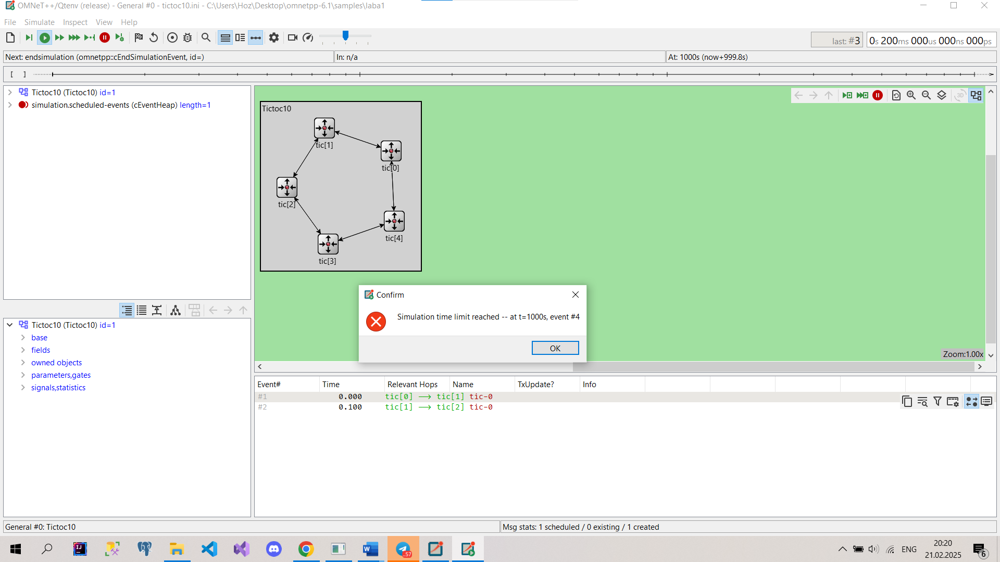 OMNeT++/Qtenv (release) - General #0 - tictoc10.ini - C:\Users\Hoz\Desktop\omnetpp-6.1\samples\laba1
File Simulate Inspect View Help
last: #3
0s 200ms 000us 000ns 000ps
Next: endsimulation (omnetpp::cEndSimulationEvent, id=)
In: n/a
At: 1000s (now+999.8s)
Tictoc10 (Tictoc10) id=1
simulation.scheduled-events (cEventHeap) length=1
3D
Tictoc10
tic[1]
tic[0]
tic[2]
tic[4]
tic[3]
Confirm
Simulation time limit reached -- at t=1000s, event #4
OK
Zoom:1.00x
Tictoc10 (Tictoc10) id=1
base
fields
owned objects
parameters,gates
signals,statistics
Event# Time Relevant Hops Name TxUpdate? Info
#1 0.000 tic[0] --> tic[1] tic-0
#2 0.100 tic[1] --> tic[2] tic-0
General #0: Tictoc10
Msg stats: 1 scheduled / 0 existing / 1 created
IJ
..57
ENG
20:20
21.02.2025
6